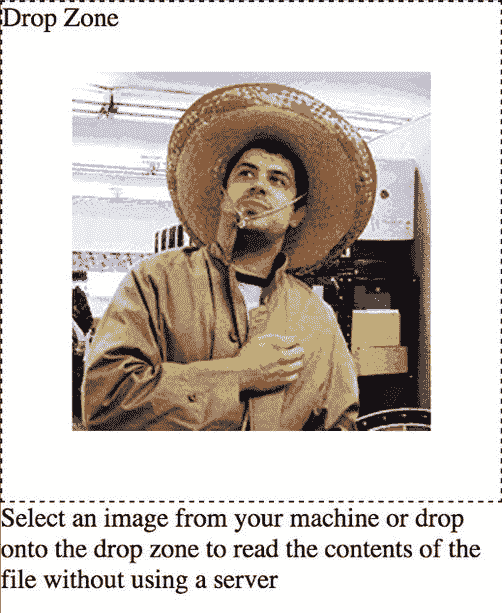 Drop Zone
Select an image from your machine or drop
onto the drop zone to read the contents of the
file without using a server